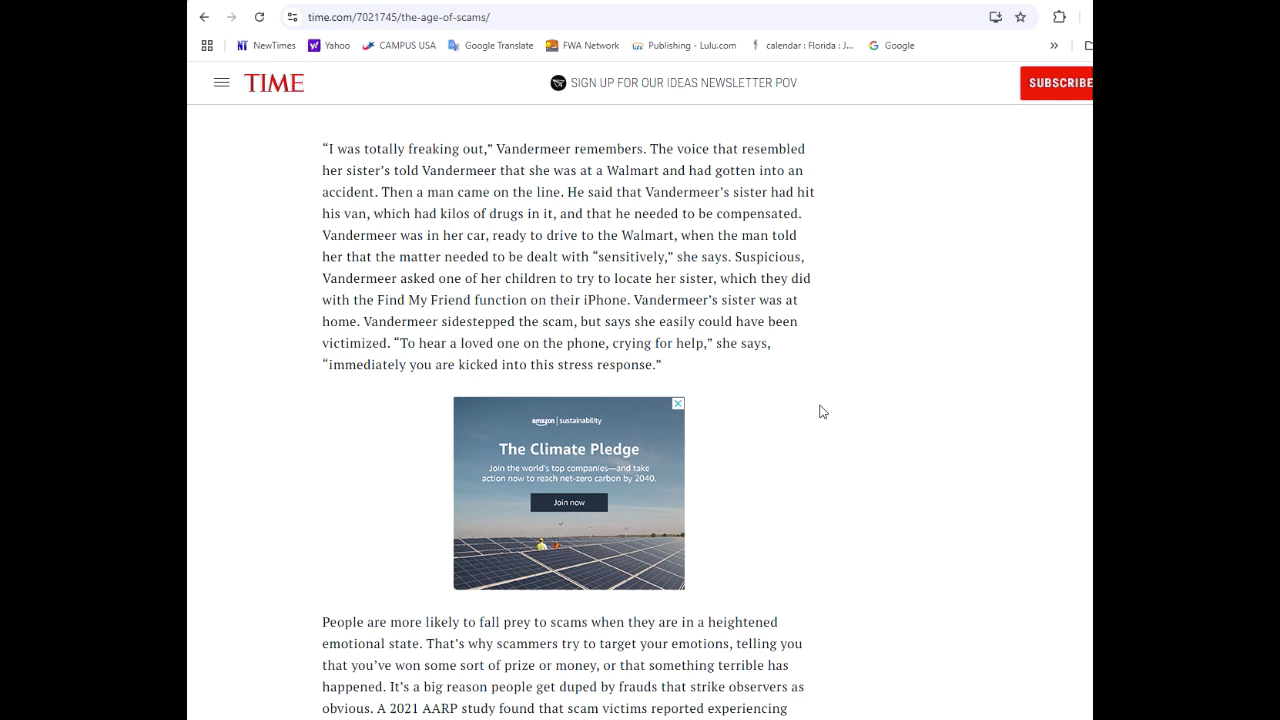 time.com/7021745/the-age-of-scams/
NT NewTimes Yahoo CAMPUS USA Google Translate FWA Network Publishing - Lulu.com calendar : Florida : J... Google »
TIME SIGN UP FOR OUR IDEAS NEWSLETTER POV SUBSCRIBE
“I was totally freaking out,” Vandermeer remembers. The voice that resembled
her sister’s told Vandermeer that she was at a Walmart and had gotten into an
accident. Then a man came on the line. He said that Vandermeer’s sister had hit
his van, which had kilos of drugs in it, and that he needed to be compensated.
Vandermeer was in her car, ready to drive to the Walmart, when the man told
her that the matter needed to be dealt with “sensitively,” she says. Suspicious,
Vandermeer asked one of her children to try to locate her sister, which they did
with the Find My Friend function on their iPhone. Vandermeer’s sister was at
home. Vandermeer sidestepped the scam, but says she easily could have been
victimized. “To hear a loved one on the phone, crying for help,” she says,
“immediately you are kicked into this stress response.”
amazon | sustainability
The Climate Pledge
Join the world's top companies—and take
action now to reach net-zero carbon by 2040.
Join now
People are more likely to fall prey to scams when they are in a heightened
emotional state. That’s why scammers try to target your emotions, telling you
that you’ve won some sort of prize or money, or that something terrible has
happened. It’s a big reason people get duped by frauds that strike observers as
obvious. A 2021 AARP study found that scam victims reported experiencing